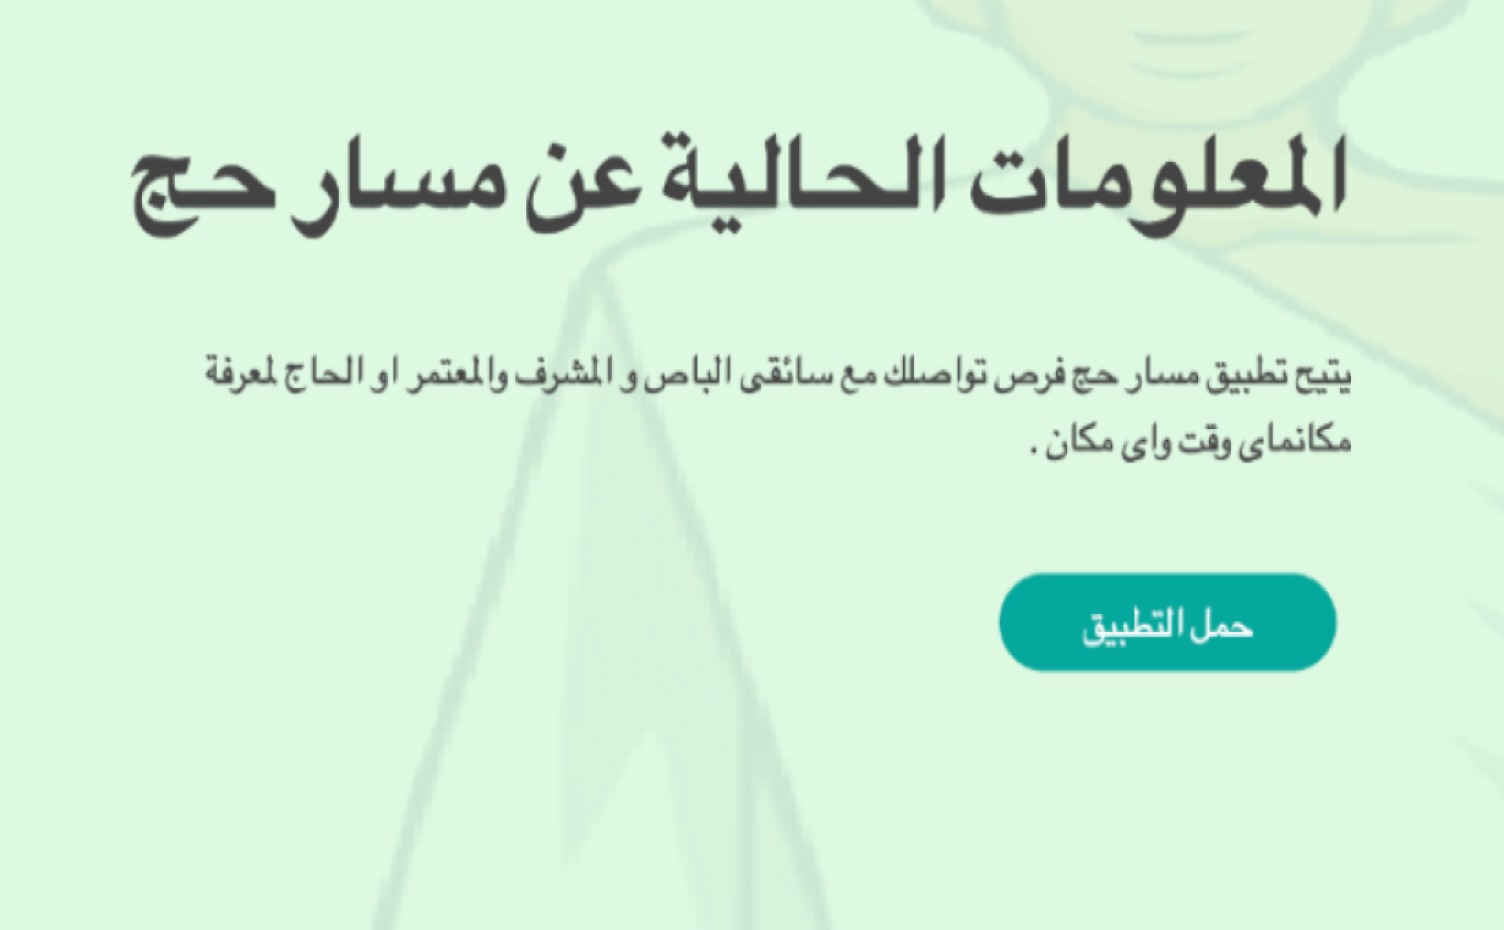 المعلومات الحالية عن مسار حج
يتيح تطبيق مسار حج فرص تواصلك مع سائقى الباص و المشرف والمعتمر او الحاج لمعرفة
مكانماى وقت واى مكان .
حمل التطبيق